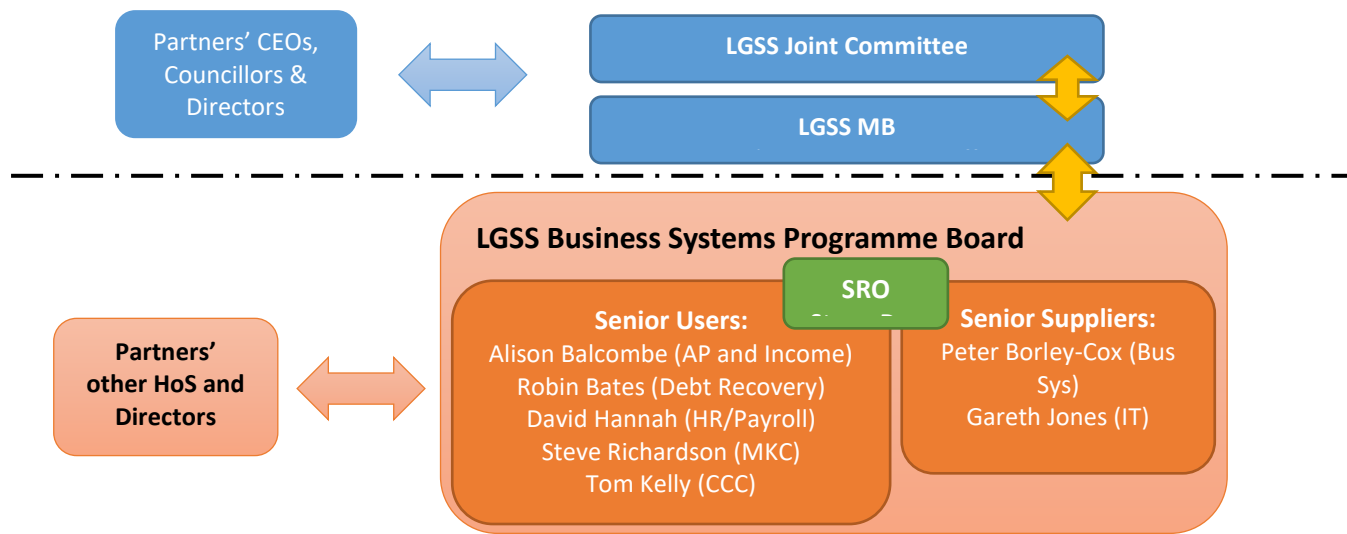 Partners’ CEOs,
Councillors &
Directors
LGSS Joint Committee
LGSS MB
LGSS Business Systems Programme Board
SRO
Senior Users:
Alison Balcombe (AP and Income)
Robin Bates (Debt Recovery)
David Hannah (HR/Payroll)
Steve Richardson (MKC)
Tom Kelly (CCC)
Senior Suppliers:
Peter Borley-Cox (Bus
Sys)
Gareth Jones (IT)
Partners’
other HoS and
Directors